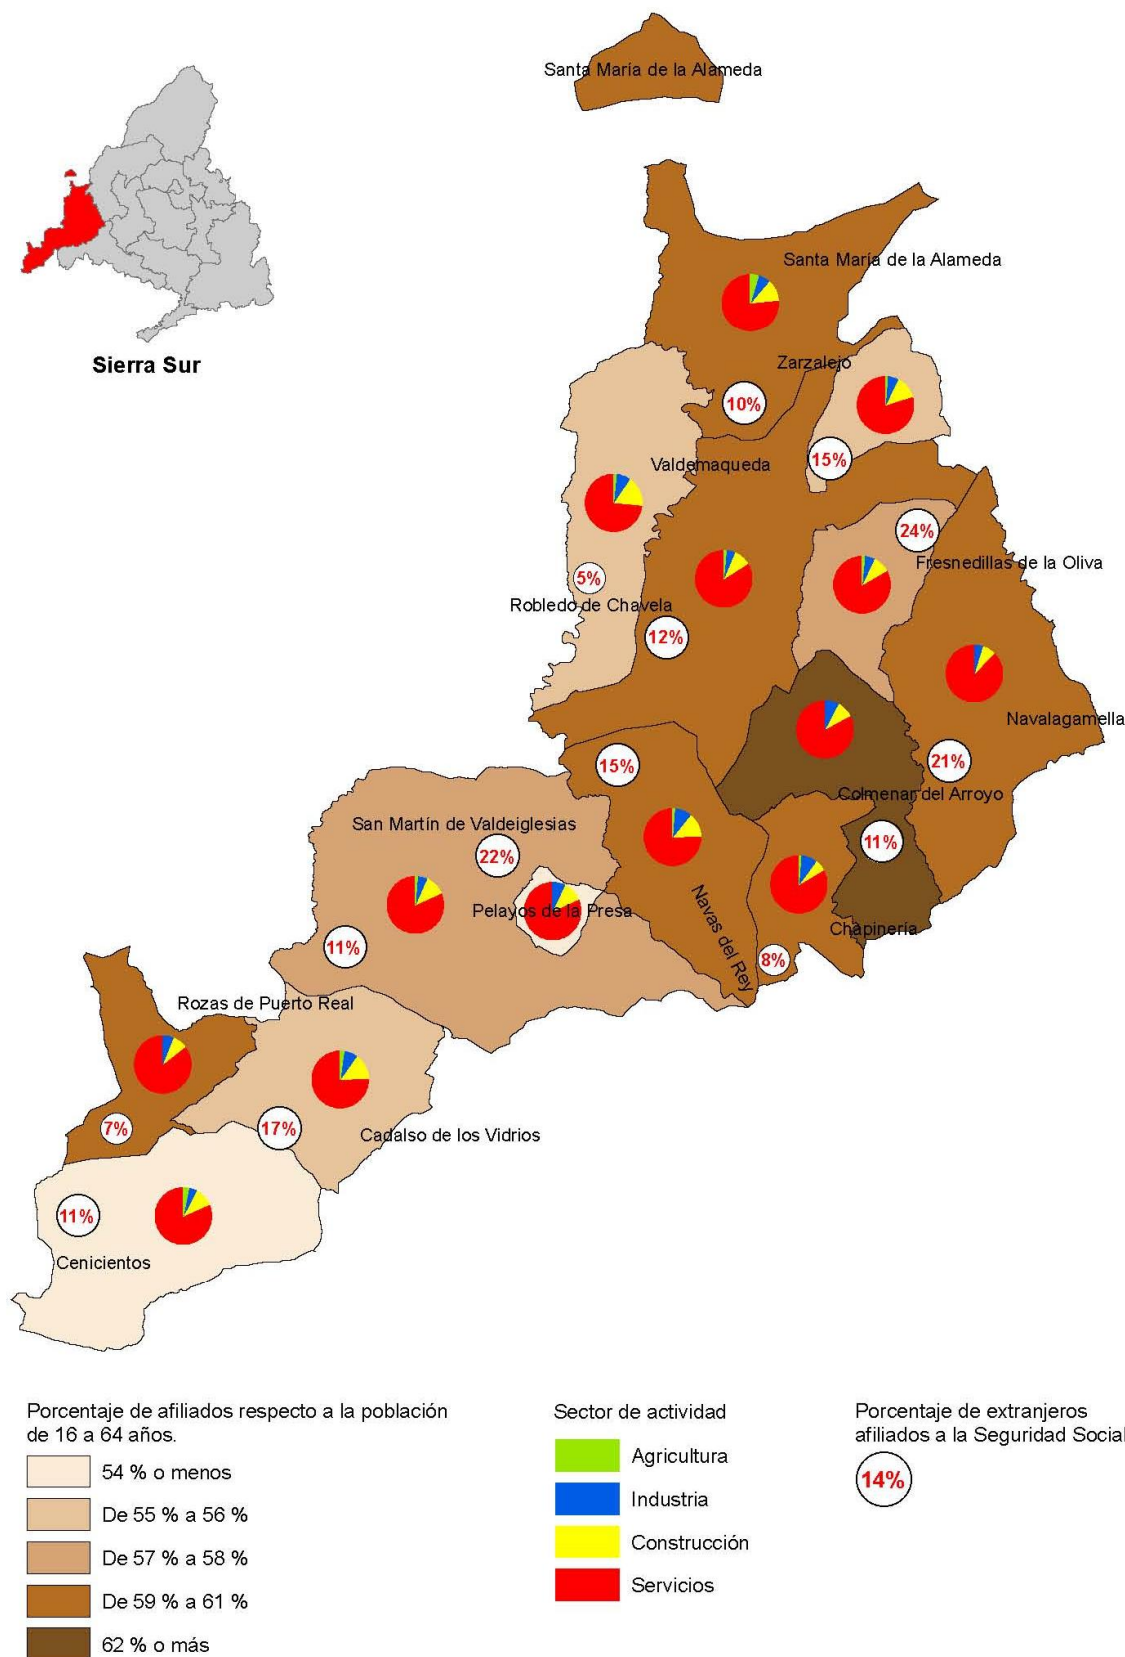 Santa María de la Alameda
Sierra Sur
Santa María de la Alameda
Zarzalejo
10%
15%
Valdemaqueda
24%
Fresnedillas de la Oliva
5%
Robledo de Chavela
12%
Navalagamella
15%
21%
Colmenar del Arroyo
San Martín de Valdeiglesias
22%
11%
Pelayos de la Presa
Navas del Rey
Chapinería
11%
8%
Rozas de Puerto Real
7%
17%
Cadalso de los Vidrios
11%
Cenicientos
Porcentaje de afiliados respecto a la población
de 16 a 64 años.
54 % o menos
De 55 % a 56 %
De 57 % a 58 %
De 59 % a 61 %
62 % o más
Sector de actividad
Agricultura
Industria
Construcción
Servicios
Porcentaje de extranjeros
afiliados a la Seguridad Social
14%